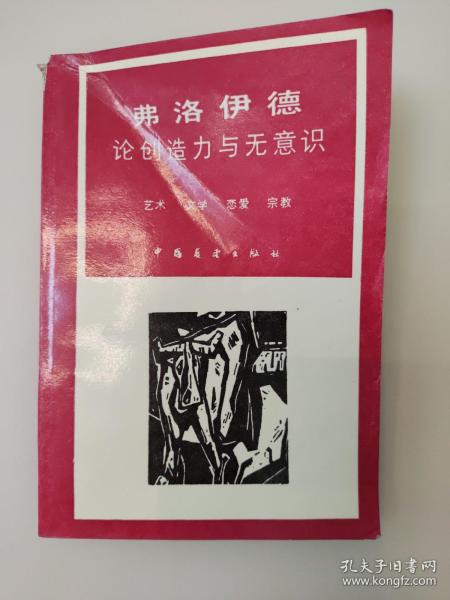 弗洛伊德
论创造力与无意识
艺术 文学 恋爱 宗教
中国展望出版社
孔夫子旧书网
www.kongfz.com